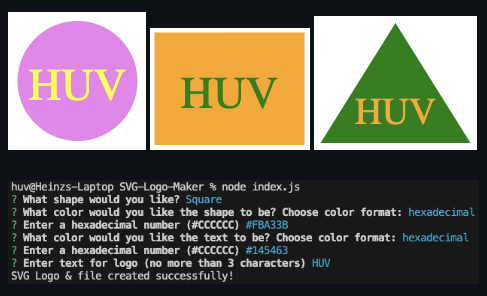 HUV
HUV
HUV
huv@Heinzs-Laptop SVG-Logo-Maker % node index.js
? What shape would you like? Square
? What color would you like the shape to be? Choose color format: hexadecimal
? Enter a hexadecimal number (#CCCCCC) #FBA33B
? What color would you like the text to be? Choose color format: hexadecimal
? Enter a hexadecimal number (#CCCCCC) #145463
? Enter text for logo (no more than 3 characters) HUV
SVG Logo & file created successfully!